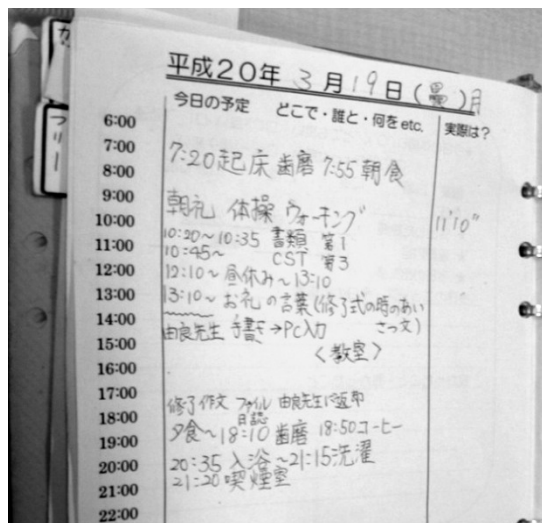 平成20年 3月19日( )月
今日の予定 どこで・誰と・何をetc. 実際は?
6:00
7:00
7:20起床 歯磨 7:55 朝食
8:00
9:00
朝礼 体操 ウォーキング 11'10"
10:00
10:20~10:35 書類 第1
11:00
10:45~ CST 第3
12:00
12:10~昼休み~13:10
13:00
13:10~お礼の言葉(修了式の時のあい
14:00
由良先生 手書き→PC入力 さつ文)
15:00
<教室>
16:00
17:00
修了作文 ファイル 由良先生に返却
18:00
日誌
夕食~18:10 歯磨 18:50コーヒー
19:00
20:00
20:35 入浴~21:15洗濯
21:00
21:20喫煙室
22:00